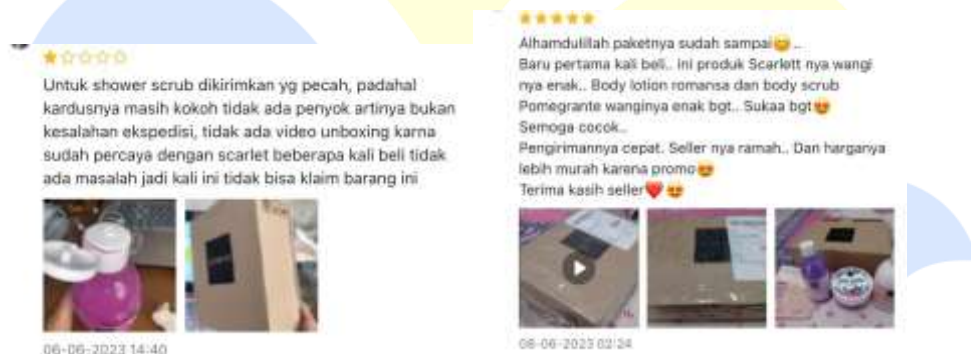 Untuk shower scrub dikirimkan yg pecah, padahal
kardusnya masih kokoh tidak ada penyok artinya bukan
kesalahan ekspedisi, tidak ada video unboxing karna
sudah percaya dengan scarlet beberapa kali beli tidak
ada masalah jadi kali ini tidak bisa klaim barang ini
06-06-2023 14:40
Alhamdulillah paketnya sudah sampai😊..
Baru pertama kali beli.. ini produk Scarlett nya wangi
nya enak.. Body lotion romansa dan body scrub
Pomegrante wanginya enak bgt.. Sukaa bgt😍
Semoga cocok..
Pengirimannya cepat. Seller nya ramah.. Dan harganya
lebih murah karena promo😍
Terima kasih seller❤️😍
08-06-2023 02:24